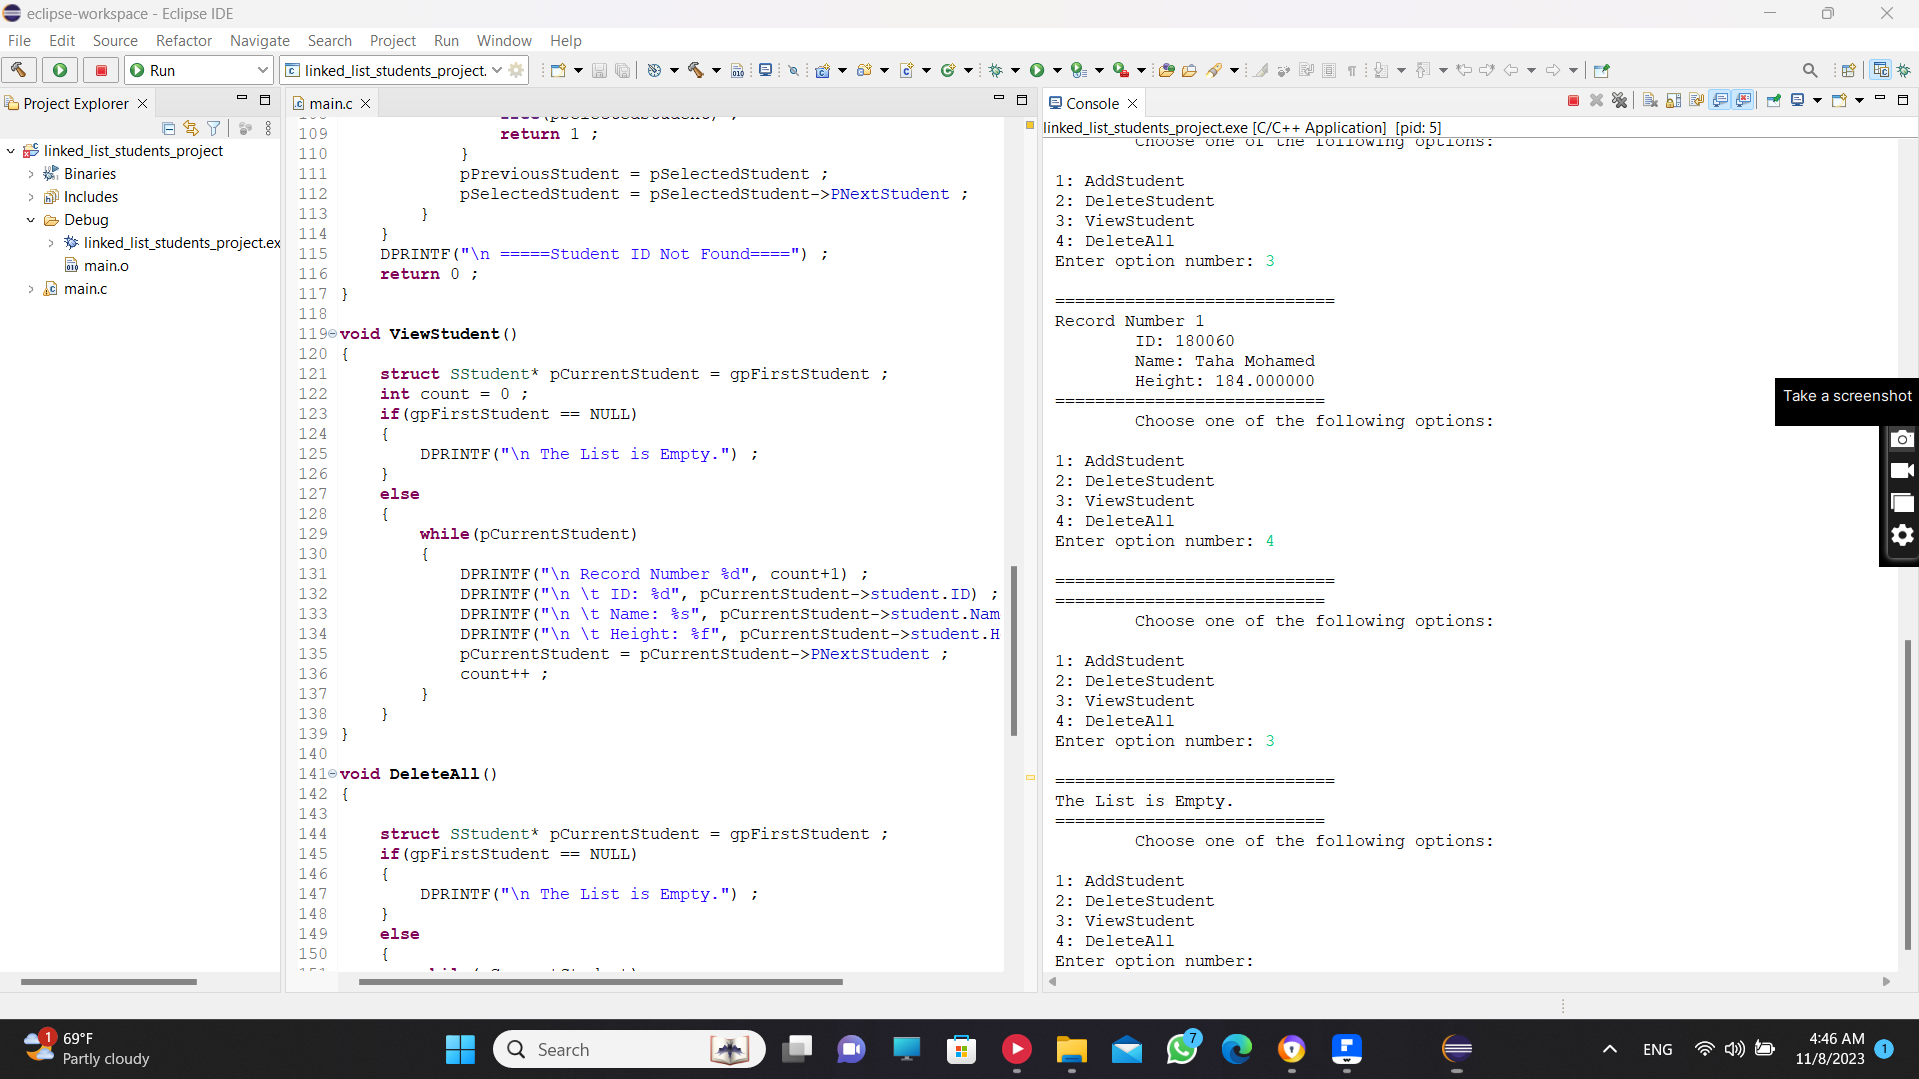 eclipse-workspace - Eclipse IDE
File Edit Source Refactor Navigate Search Project Run Window Help
Run
linked_list_students_project.
Project Explorer
linked_list_students_project
Binaries
Includes
Debug
linked_list_students_project.ex
main.o
main.c
main.c
109 return 1 ;
110 }
111 pPreviousStudent = pSelectedStudent ;
112 pSelectedStudent = pSelectedStudent->PNextStudent ;
113 }
114 }
115 DPRINTF("\n =====Student ID Not Found====") ;
116 return 0 ;
117 }
118
119 void ViewStudent()
120 {
121 struct SStudent* pCurrentStudent = gpFirstStudent ;
122 int count = 0 ;
123 if(gpFirstStudent == NULL)
124 {
125 DPRINTF("\n The List is Empty.") ;
126 }
127 else
128 {
129 while(pCurrentStudent)
130 {
131 DPRINTF("\n Record Number %d", count+1) ;
132 DPRINTF("\n \t ID: %d", pCurrentStudent->student.ID) ;
133 DPRINTF("\n \t Name: %s", pCurrentStudent->student.Nam
134 DPRINTF("\n \t Height: %f", pCurrentStudent->student.H
135 pCurrentStudent = pCurrentStudent->PNextStudent ;
136 count++ ;
137 }
138 }
139 }
140
141 void DeleteAll()
142 {
143
144 struct SStudent* pCurrentStudent = gpFirstStudent ;
145 if(gpFirstStudent == NULL)
146 {
147 DPRINTF("\n The List is Empty.") ;
148 }
149 else
150 {
Console
linked_list_students_project.exe [C/C++ Application] [pid: 5]
Choose one of the following options:
1: AddStudent
2: DeleteStudent
3: ViewStudent
4: DeleteAll
Enter option number: 3
============================
Record Number 1
ID: 180060
Name: Taha Mohamed
Height: 184.000000
===========================
Choose one of the following options:
1: AddStudent
2: DeleteStudent
3: ViewStudent
4: DeleteAll
Enter option number: 4
============================
===========================
Choose one of the following options:
1: AddStudent
2: DeleteStudent
3: ViewStudent
4: DeleteAll
Enter option number: 3
============================
The List is Empty.
===========================
Choose one of the following options:
1: AddStudent
2: DeleteStudent
3: ViewStudent
4: DeleteAll
Enter option number:
Take a screenshot
1
69°F
Partly cloudy
Search
7
ENG
4:46 AM
11/8/2023
1